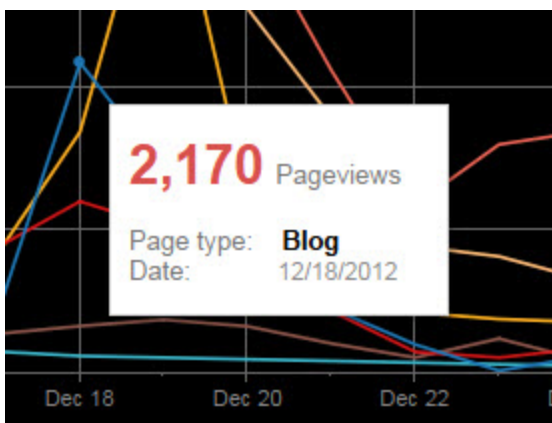 2,170 Pageviews
Page type: Blog
Date: 12/18/2012
Dec 18 Dec 20 Dec 22